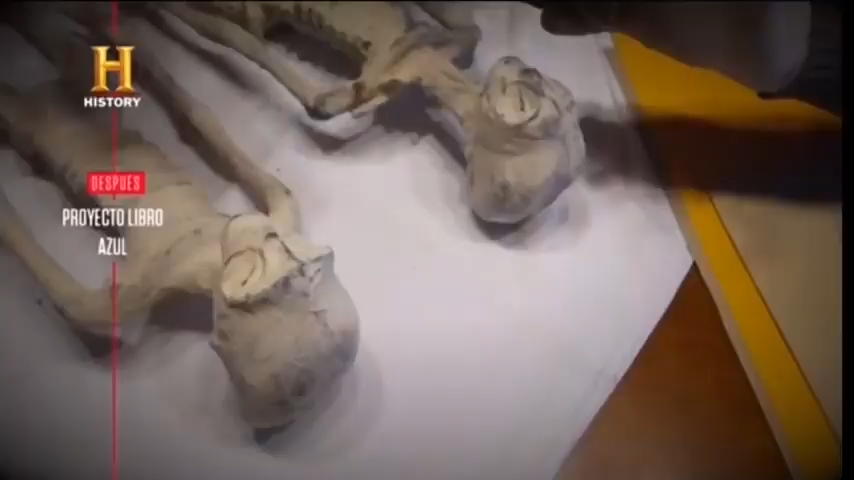 H
HISTORY
DESPUÉS
PROYECTO LIBRO
AZUL